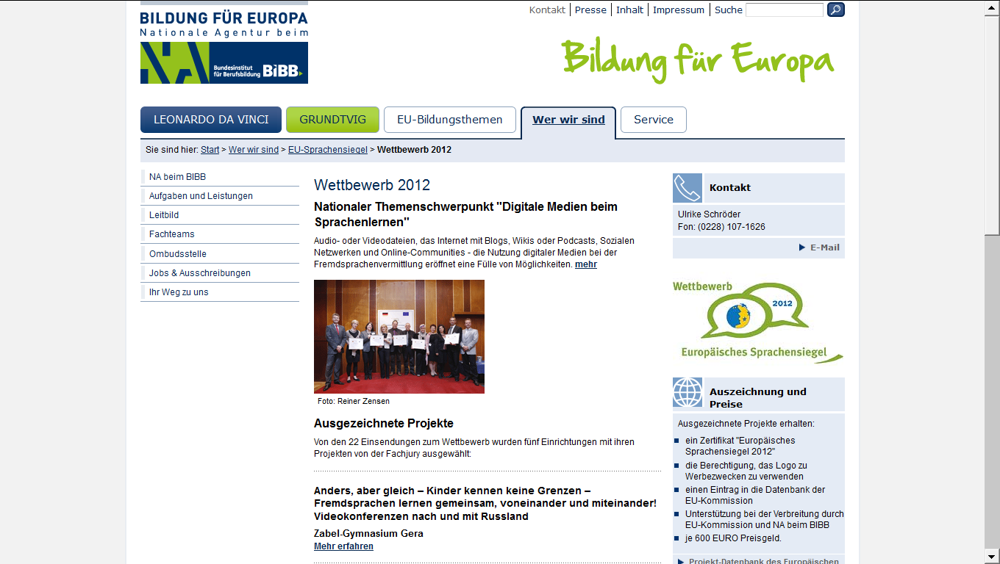 BILDUNG FÜR EUROPA
Nationale Agentur beim
Bundesinstitut
für Berufsbildung BiBB
Kontakt Presse Inhalt Impressum Suche
Bildung für Europa
LEONARDO DA VINCI GRUNDTVIG EU-Bildungsthemen Wer wir sind Service
Sie sind hier: Start > Wer wir sind > EU-Sprachensiegel > Wettbewerb 2012
NA beim BIBB
Aufgaben und Leistungen
Leitbild
Fachteams
Ombudsstelle
Jobs & Ausschreibungen
Ihr Weg zu uns
Wettbewerb 2012
Nationaler Themenschwerpunkt "Digitale Medien beim
Sprachenlernen"
Audio- oder Videodateien, das Internet mit Blogs, Wikis oder Podcasts, Sozialen
Netzwerken und Online-Communities - die Nutzung digitaler Medien bei der
Fremdsprachenvermittlung eröffnet eine Fülle von Möglichkeiten. mehr
Foto: Reiner Zensen
Ausgezeichnete Projekte
Von den 22 Einsendungen zum Wettbewerb wurden fünf Einrichtungen mit ihren
Projekten von der Fachjury ausgewählt:
Anders, aber gleich – Kinder kennen keine Grenzen –
Fremdsprachen lernen gemeinsam, voneinander und miteinander!
Videokonferenzen nach und mit Russland
Zabel-Gymnasium Gera
Mehr erfahren
Kontakt
Ulrike Schröder
Fon: (0228) 107-1626
E-Mail
Wettbewerb
2012
Europäisches Sprachensiegel
Auszeichnung und
Preise
Ausgezeichnete Projekte erhalten:
ein Zertifikat "Europäisches
Sprachensiegel 2012"
die Berechtigung, das Logo zu
Werbezwecken zu verwenden
einen Eintrag in die Datenbank der
EU-Kommission
Unterstützung bei der Verbreitung durch
EU-Kommission und NA beim BIBB
je 600 EURO Preisgeld.
Projekt-Datenbank des Europäischen